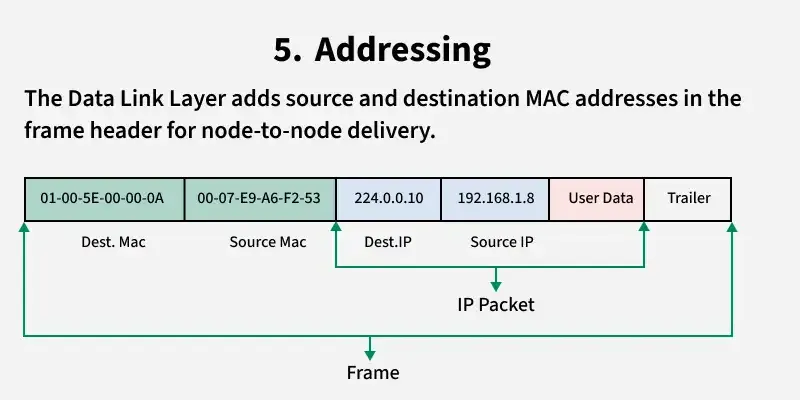 5. Addressing
The Data Link Layer adds source and destination MAC addresses in the
frame header for node-to-node delivery.
01-00-5E-00-00-0A 00-07-E9-A6-F2-53 224.0.0.10 192.168.1.8 User Data Trailer
Dest. Mac Source Mac Dest.IP Source IP
IP Packet
Frame